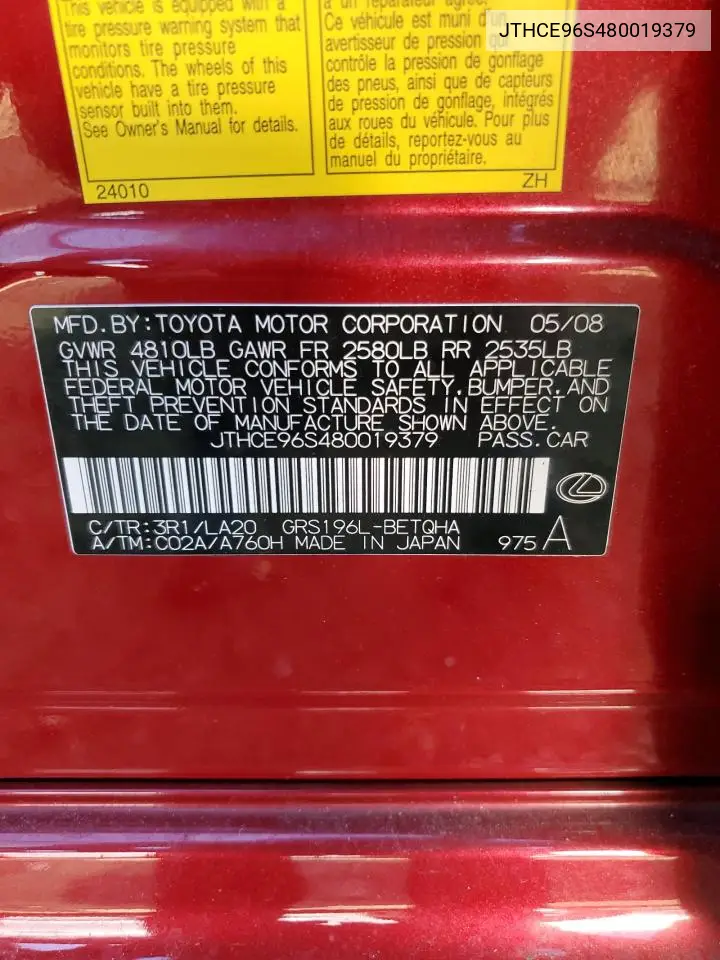 This vehicle is equipped with a
tire pressure warning system that
monitors tire pressure
conditions. The wheels of this
vehicle have a tire pressure
sensor built into them.
See Owner's Manual for details.
à un réparateur agréé.
Ce véhicule est muni d'un
avertisseur de pression qui
contrôle la pression de gonflage
des pneus, ainsi que de capteurs
de pression de gonflage, intégrés
aux roues du véhicule. Pour plus
de détails, reportez-vous au
manuel du propriétaire.
24010
ZH
JTHCE96S480019379
MFD.BY:TOYOTA MOTOR CORPORATION 05/08
GVWR 4810LB GAWR FR 2580LB RR 2535LB
THIS VEHICLE CONFORMS TO ALL APPLICABLE
FEDERAL MOTOR VEHICLE SAFETY,BUMPER,AND
THEFT PREVENTION STANDARDS IN EFFECT ON
THE DATE OF MANUFACTURE SHOWN ABOVE.
JTHCE96S480019379 PASS.CAR
C/TR:3R1/LA20 GRS196L-BETQHA
A/TM:C02A/A760H MADE IN JAPAN 975 A